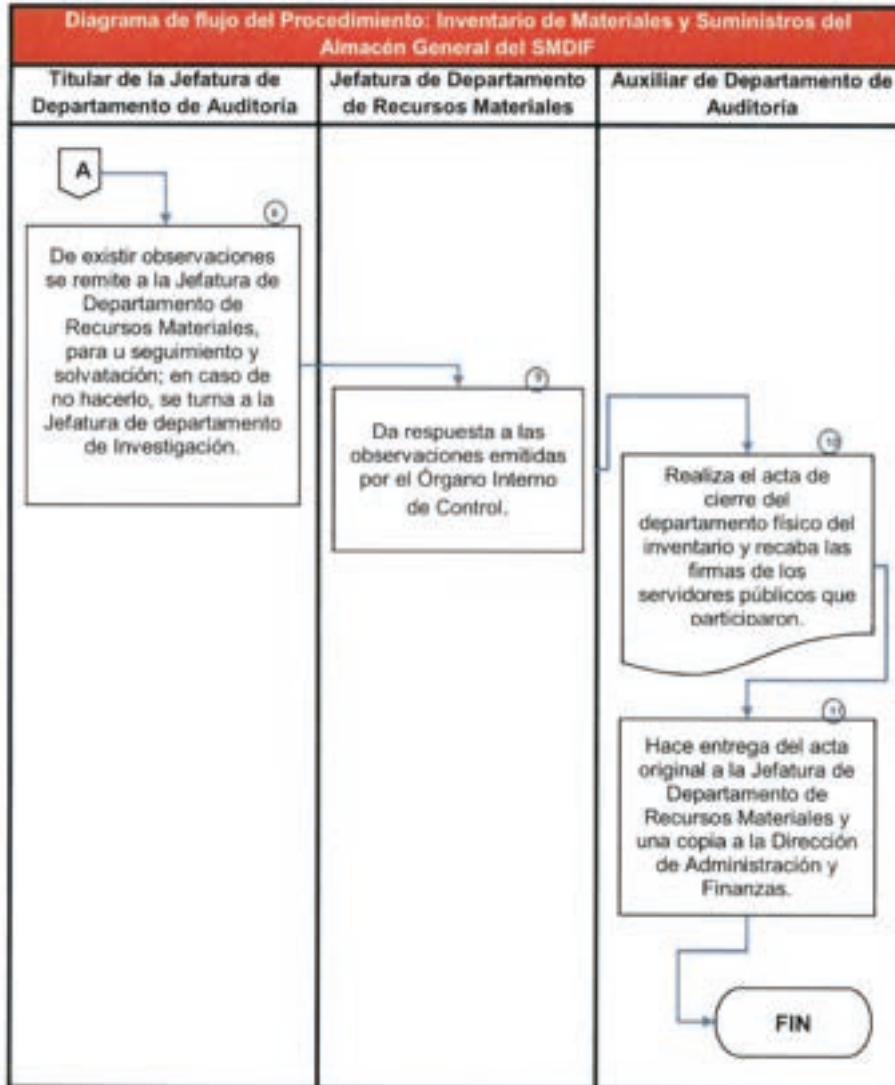 Diagrama de flujo del Procedimiento: Inventario de Materiales y Suministros del
Almacén General del SMDIF
Titular de la Jefatura de
Departamento de Auditoría
Jefatura de Departamento
de Recursos Materiales
Auxiliar de Departamento de
Auditoría
A
De existir observaciones
se remite a la Jefatura de
Departamento de
Recursos Materiales,
para u seguimiento y
solvatación; en caso de
no hacerlo, se turna a la
Jefatura de departamento
de Investigación.
9
Da respuesta a las
observaciones emitidas
por el Órgano Interno
de Control.
10
Realiza el acta de
cierre del
departamento físico del
inventario y recaba las
firmas de los
servidores públicos que
participaron.
11
Hace entrega del acta
original a la Jefatura de
Departamento de
Recursos Materiales y
una copia a la Dirección
de Administración y
Finanzas.
FIN